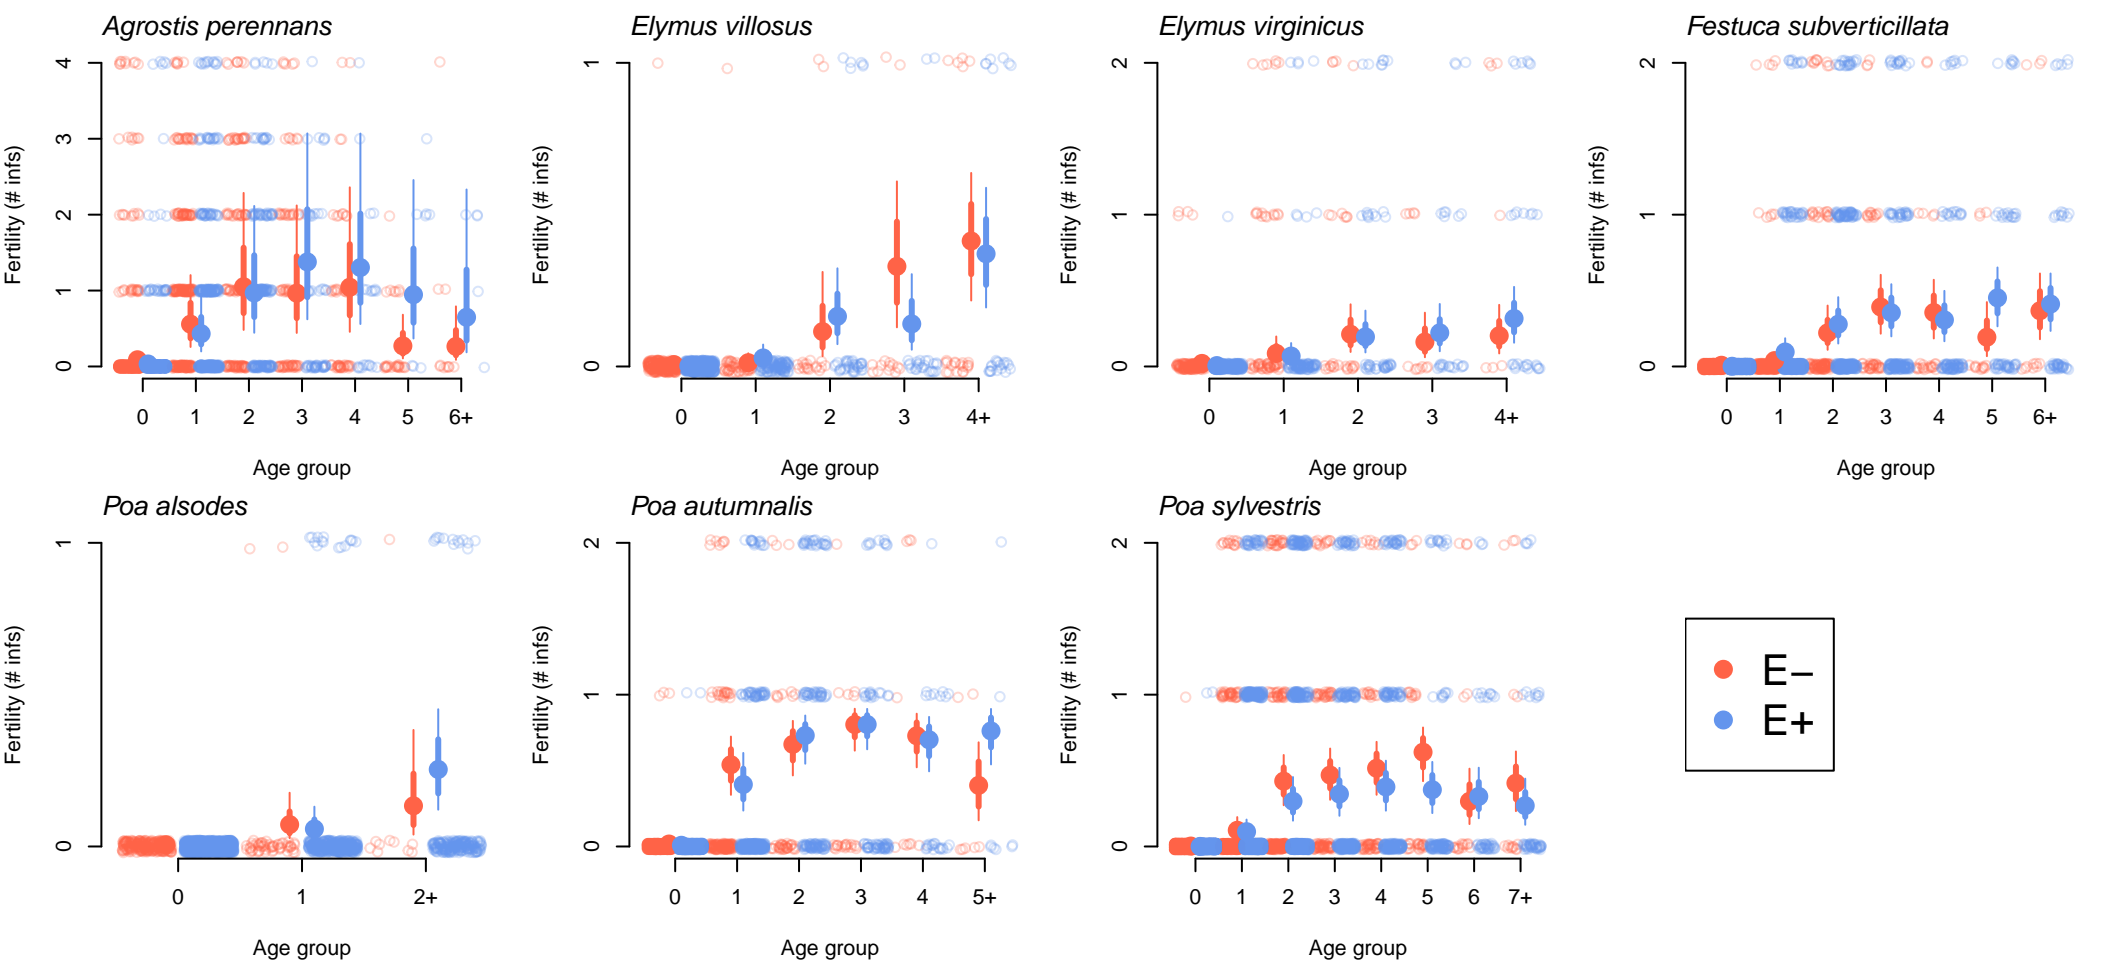 Agrostis perennans
Fertility (# infs)
4
3
2
1
0
0 1 2 3 4 5 6+
Age group
Elymus villosus
Fertility (# infs)
1
0
0 1 2 3 4+
Age group
Elymus virginicus
Fertility (# infs)
2
1
0
0 1 2 3 4+
Age group
Festuca subverticillata
Fertility (# infs)
2
1
0
0 1 2 3 4 5 6+
Age group
Poa alsodes
Fertility (# infs)
1
0
0 1 2+
Age group
Poa autumnalis
Fertility (# infs)
2
1
0
0 1 2 3 4 5+
Age group
Poa sylvestris
Fertility (# infs)
2
1
0
0 1 2 3 4 5 6 7+
Age group
E−
E+